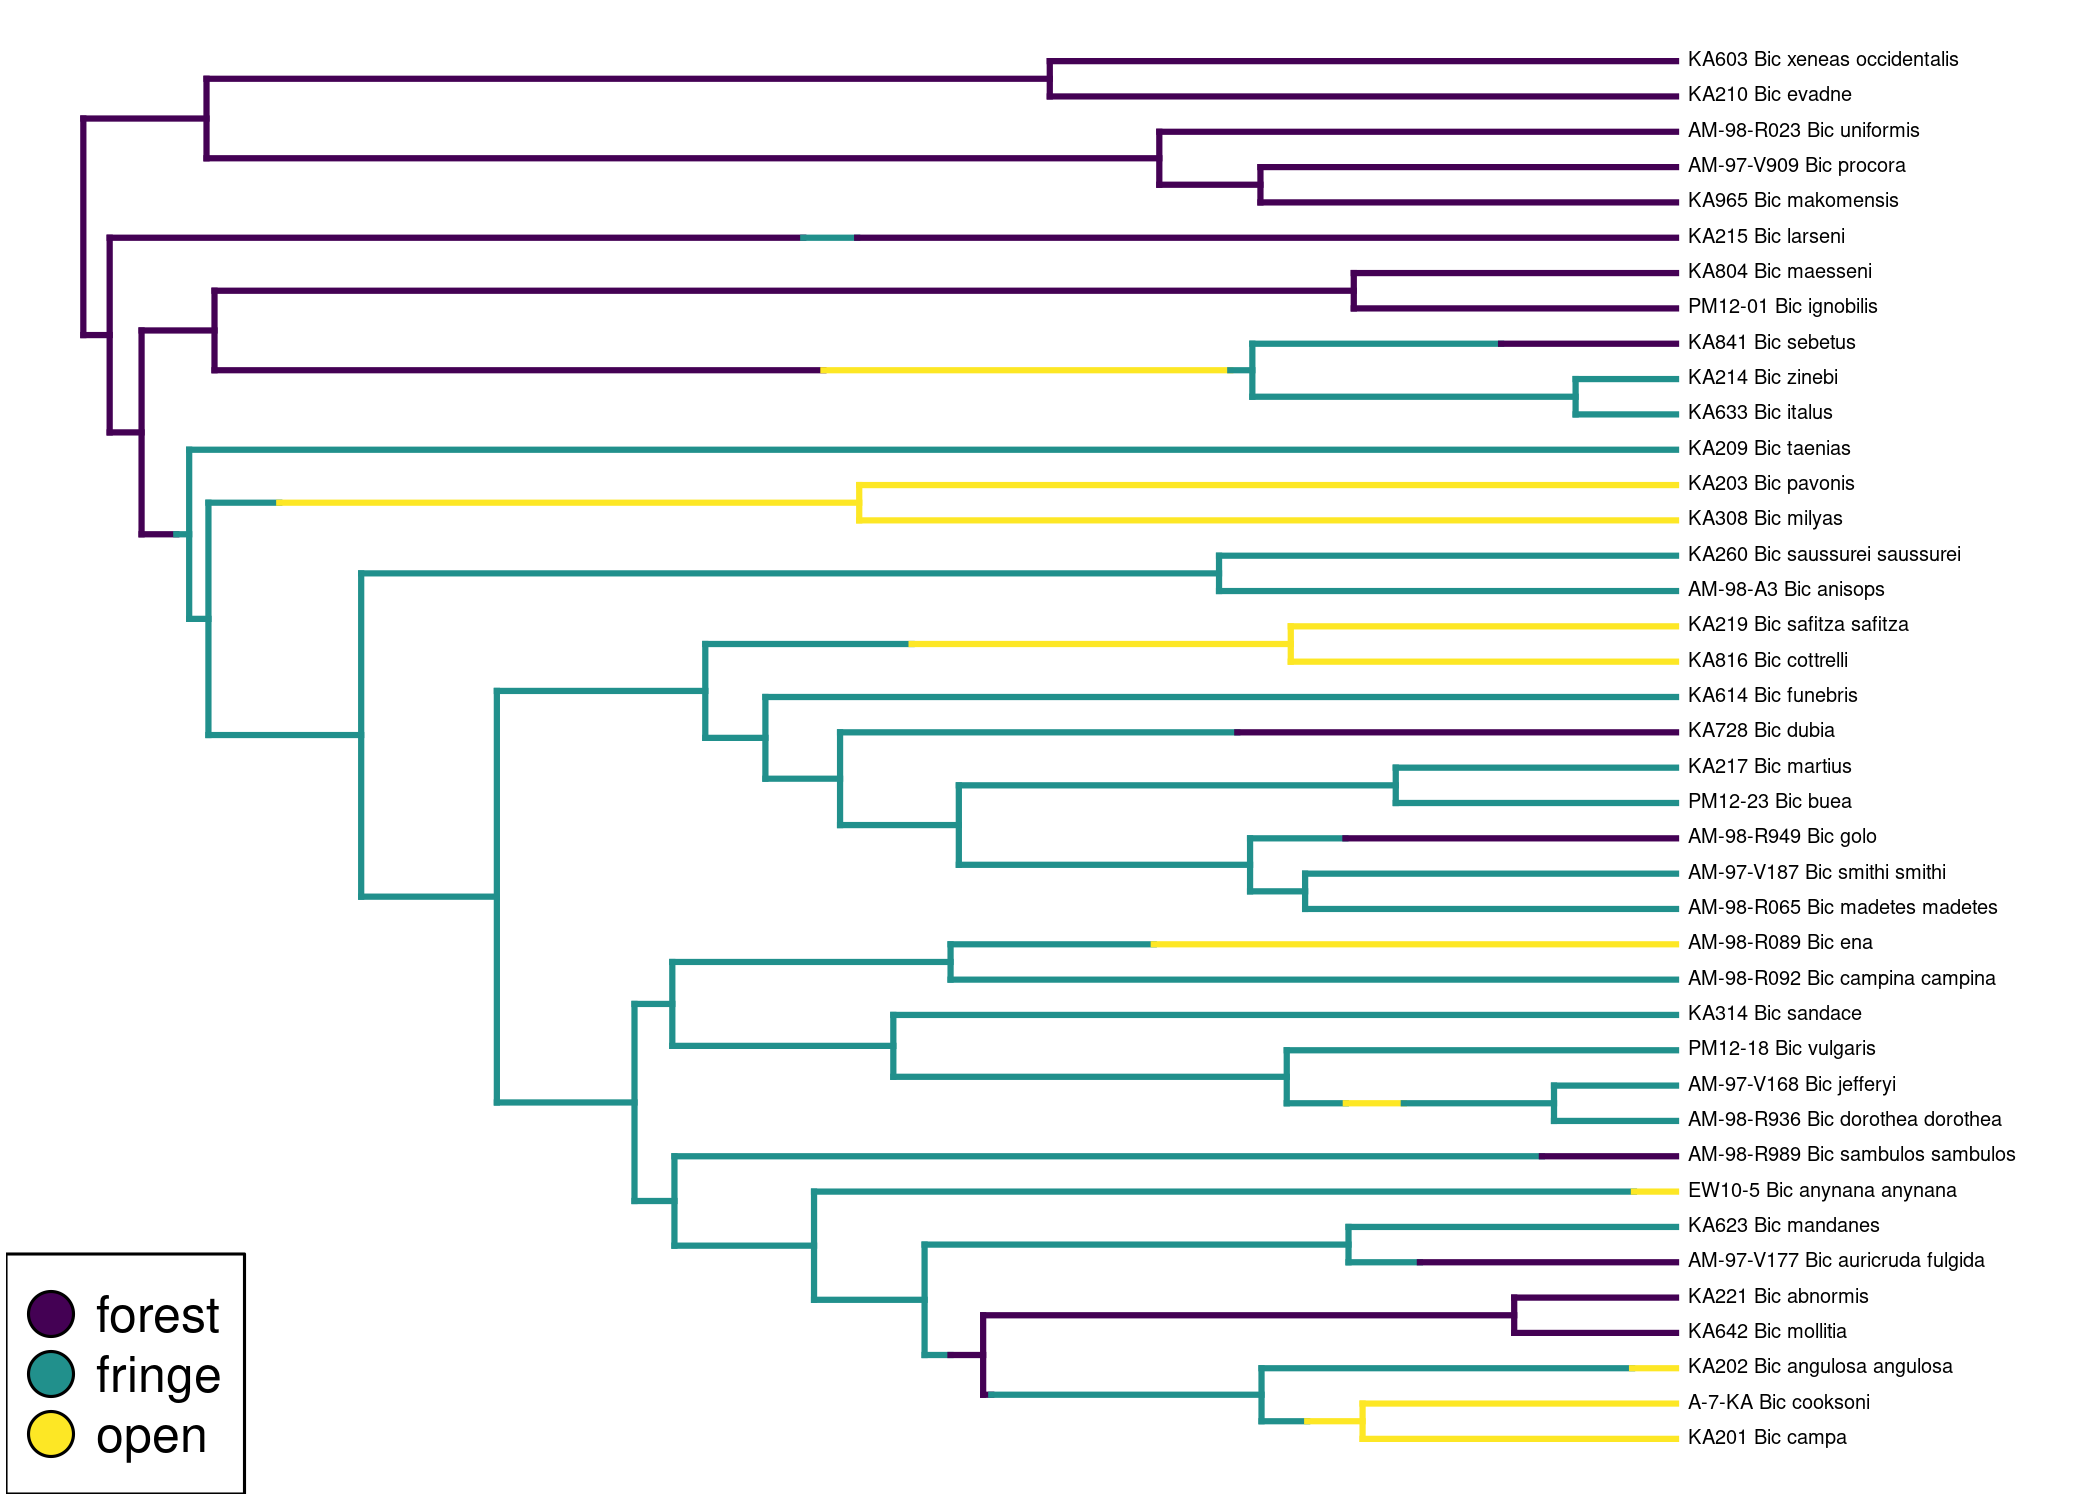 KA603 Bic xeneas occidentalis
KA210 Bic evadne
AM-98-R023 Bic uniformis
AM-97-V909 Bic procora
KA965 Bic makomensis
KA215 Bic larseni
KA804 Bic maesseni
PM12-01 Bic ignobilis
KA841 Bic sebetus
KA214 Bic zinebi
KA633 Bic italus
KA209 Bic taenias
KA203 Bic pavonis
KA308 Bic milyas
KA260 Bic saussurei saussurei
AM-98-A3 Bic anisops
KA219 Bic safitza safitza
KA816 Bic cottrelli
KA614 Bic funebris
KA728 Bic dubia
KA217 Bic martius
PM12-23 Bic buea
AM-98-R949 Bic golo
AM-97-V187 Bic smithi smithi
AM-98-R065 Bic madetes madetes
AM-98-R089 Bic ena
AM-98-R092 Bic campina campina
KA314 Bic sandace
PM12-18 Bic vulgaris
AM-97-V168 Bic jefferyi
AM-98-R936 Bic dorothea dorothea
AM-98-R989 Bic sambulos sambulos
EW10-5 Bic anynana anynana
KA623 Bic mandanes
AM-97-V177 Bic auricruda fulgida
KA221 Bic abnormis
KA642 Bic mollitia
KA202 Bic angulosa angulosa
A-7-KA Bic cooksoni
KA201 Bic campa
forest
fringe
open